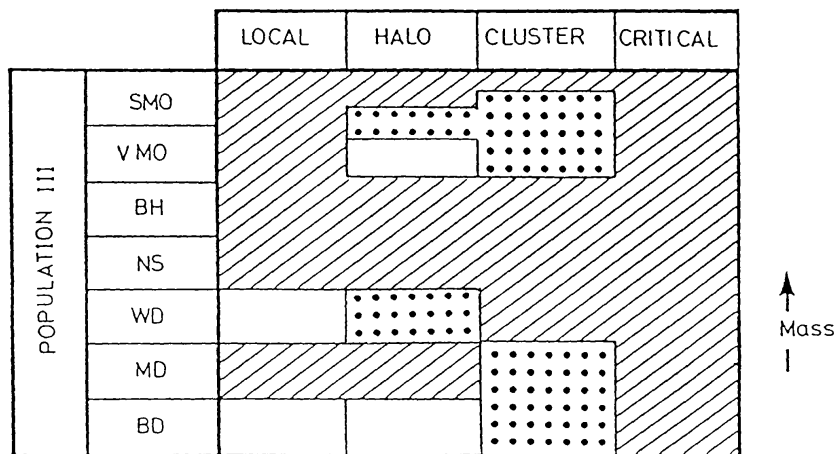 LOCAL HALO CLUSTER CRITICAL
POPULATION III
SMO
VMO
BH
NS
WD
MD
BD
Mass